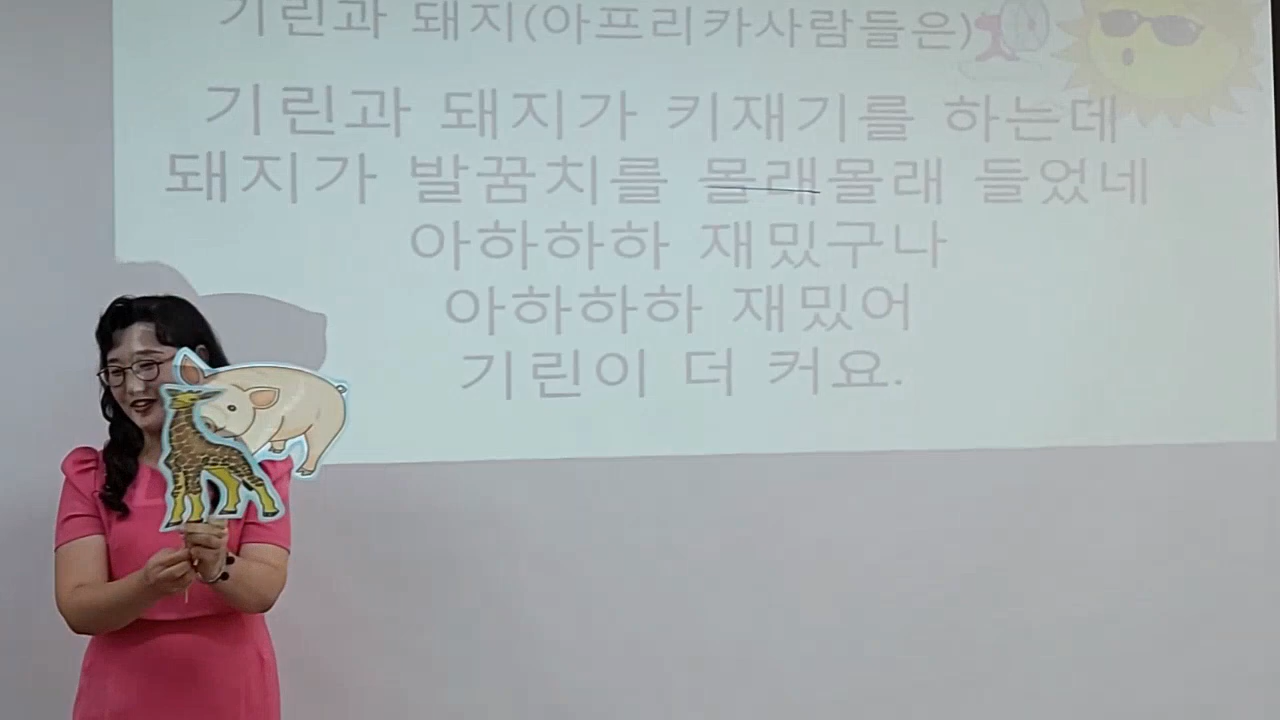 기린과 돼지(아프리카사람들은)
기린과 돼지가 키재기를 하는데
돼지가 발꿈치를 몰래몰래 들었네
아하하하 재밌구나
아하하하 재밌어
기린이 더 커요.